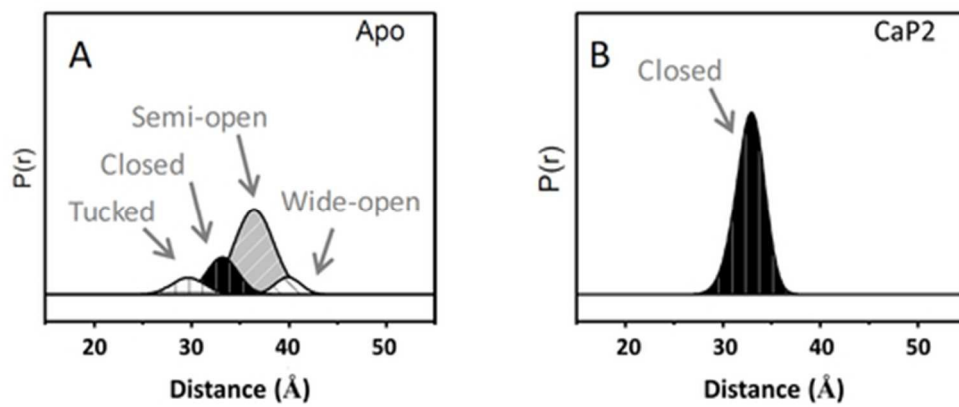 A
Apo
Semi-open
Closed
Tucked
Wide-open
P(r)
20 30 40 50
Distance (Å)
B
CaP2
Closed
P(r)
20 30 40 50
Distance (Å)